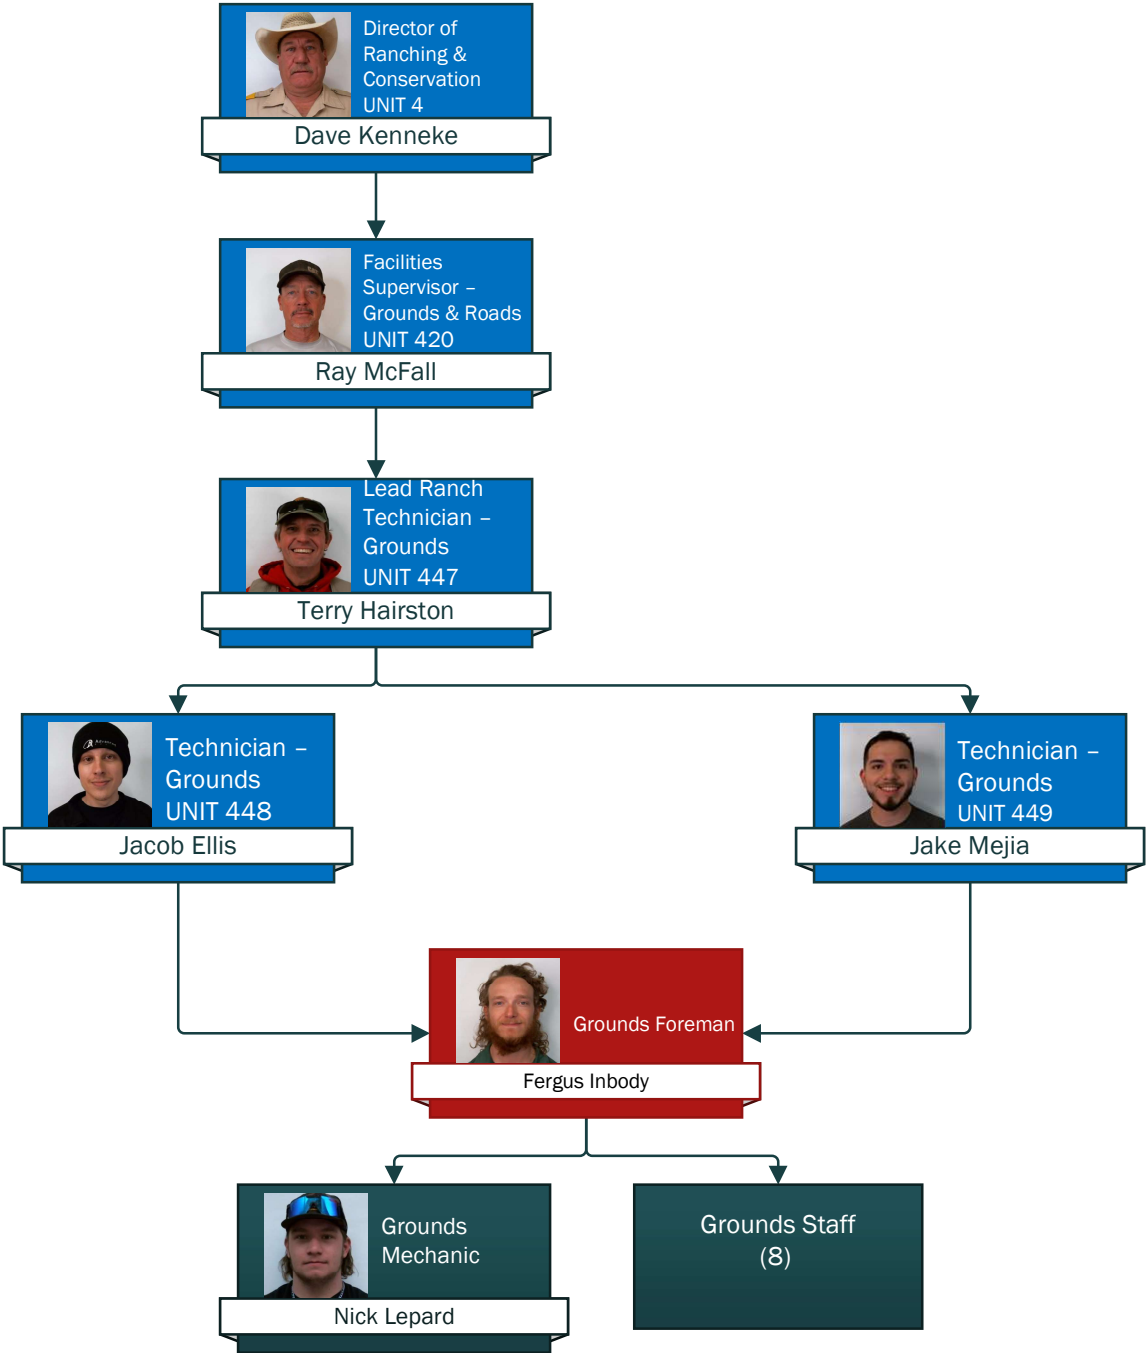 Director of
Ranching &
Conservation
UNIT 4
Dave Kenneke
Facilities
Supervisor –
Grounds & Roads
UNIT 420
Ray McFall
Lead Ranch
Technician –
Grounds
UNIT 447
Terry Hairston
Technician –
Grounds
UNIT 448
Jacob Ellis
Technician –
Grounds
UNIT 449
Jake Mejia
Grounds Foreman
Fergus Inbody
Grounds
Mechanic
Nick Lepard
Grounds Staff
(8)